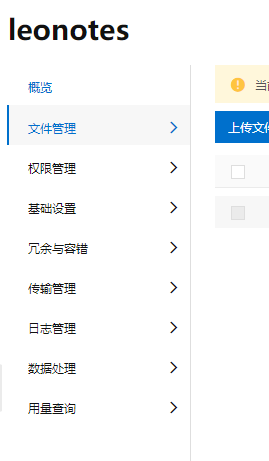 leonotes
概览
当前
上传文件
文件管理
权限管理
基础设置
冗余与容错
传输管理
日志管理
数据处理
用量查询